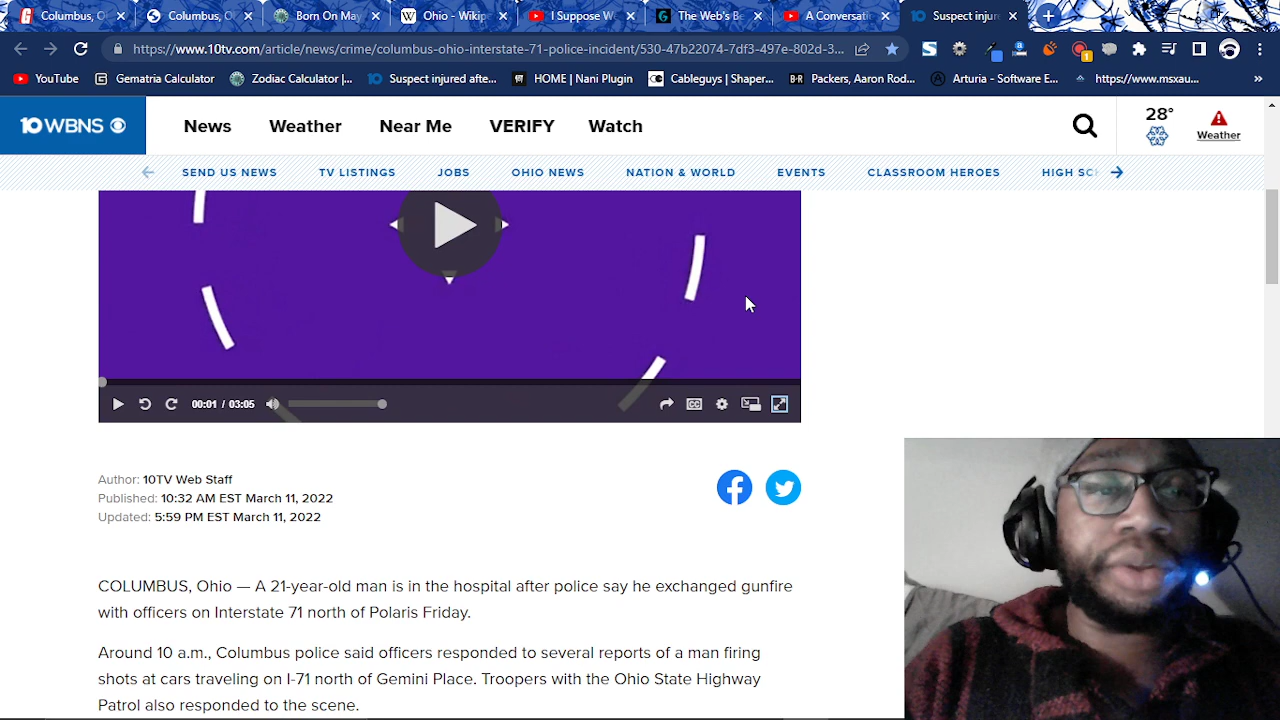 Columbus, O
Columbus, O
Born On May
Ohio - Wikip
I Suppose W
The Web's Be
A Conversati
Suspect injure
https://www.10tv.com/article/news/crime/columbus-ohio-interstate-71-police-incident/530-47b22074-7df3-497e-802d-3...
YouTube
Gematria Calculator
Zodiac Calculator |...
Suspect injured afte...
HOME | Nani Plugin
Cableguys | Shaper...
Packers, Aaron Rod...
Arturia - Software E...
https://www.msxau...
»
10 WBNS
News
Weather
Near Me
VERIFY
Watch
28°
Weather
SEND US NEWS
TV LISTINGS
JOBS
OHIO NEWS
NATION & WORLD
EVENTS
CLASSROOM HEROES
HIGH SC
00:01 / 03:05
CC
Author: 10TV Web Staff
Published: 10:32 AM EST March 11, 2022
Updated: 5:59 PM EST March 11, 2022
COLUMBUS, Ohio — A 21-year-old man is in the hospital after police say he exchanged gunfire
with officers on Interstate 71 north of Polaris Friday.
Around 10 a.m., Columbus police said officers responded to several reports of a man firing
shots at cars traveling on I-71 north of Gemini Place. Troopers with the Ohio State Highway
Patrol also responded to the scene.